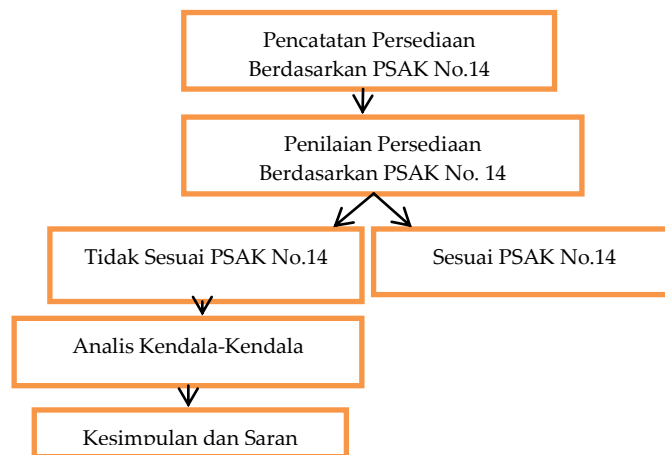 Pencatatan Persediaan
Berdasarkan PSAK No.14
Penilaian Persediaan
Berdasarkan PSAK No. 14
Tidak Sesuai PSAK No.14
Sesuai PSAK No.14
Analis Kendala-Kendala
Kesimpulan dan Saran